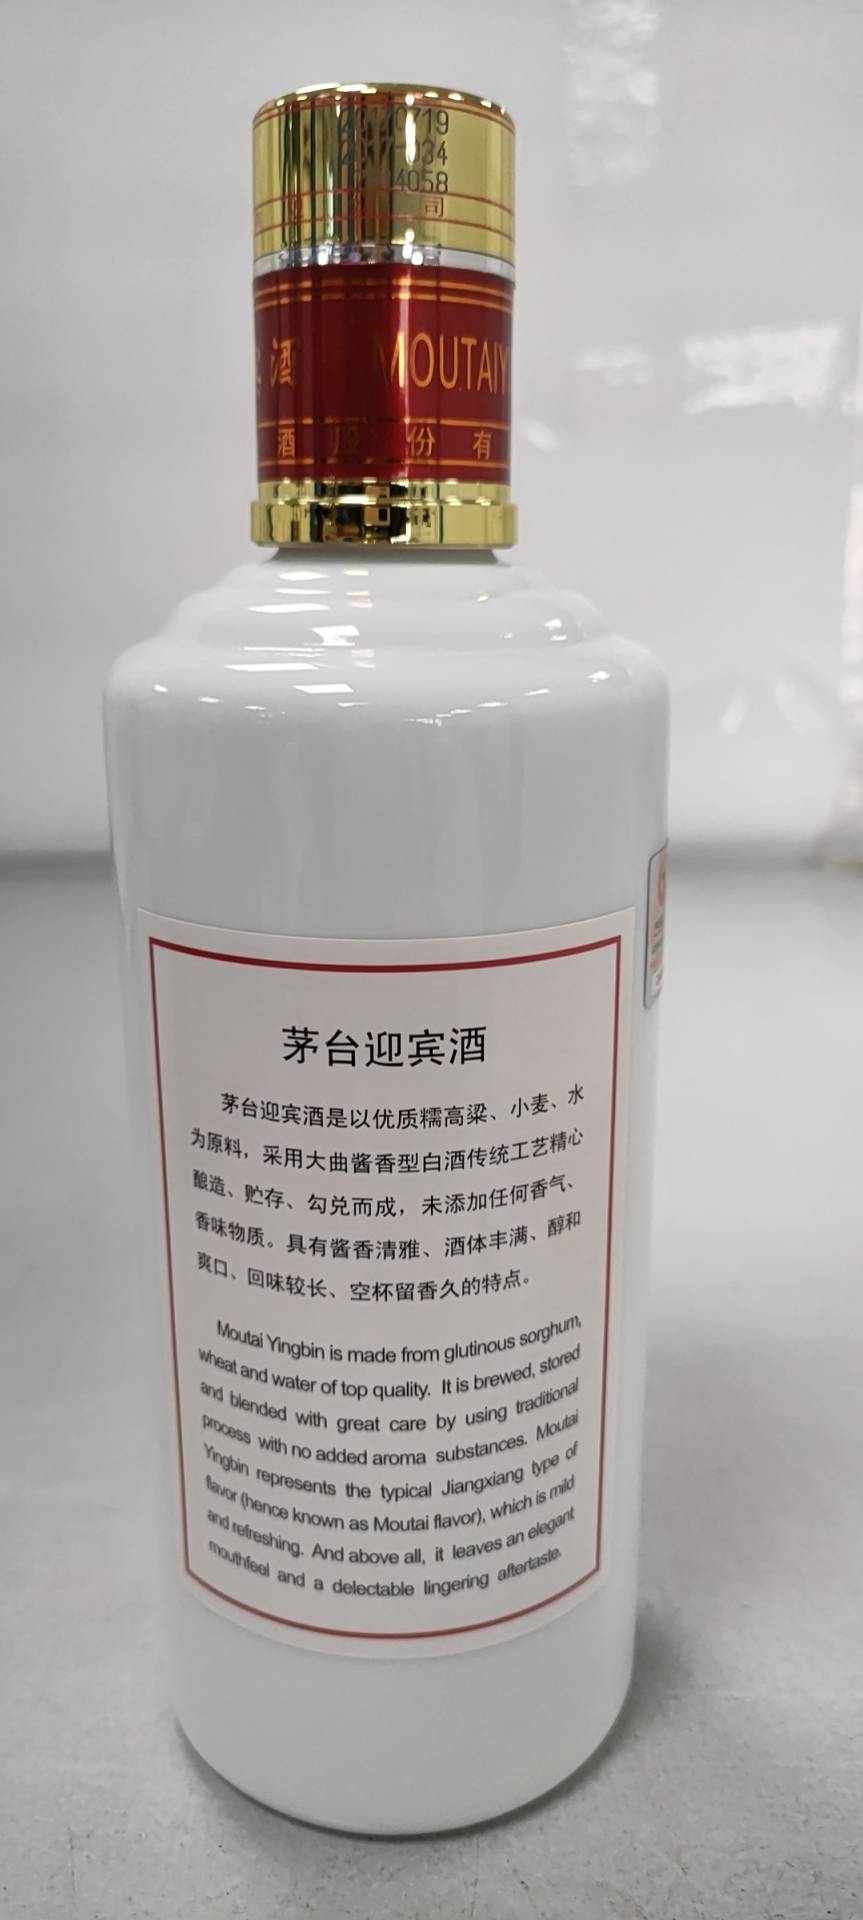 酒 MOUTAIY
酒 股 份 有
茅台迎宾酒
茅台迎宾酒是以优质糯高粱、小麦、水
为原料，采用大曲酱香型白酒传统工艺精心
酿造、贮存、勾兑而成，未添加任何香气、
香味物质。具有酱香清雅、酒体丰满、醇和
爽口、回味较长、空杯留香久的特点。
Moutai Yingbin is made from glutinous sorghum,
wheat and water of top quality. It is brewed, stored
and blended with great care by using traditional
process with no added aroma substances. Moutai
Yingbin represents the typical Jiangxiang type of
flavor (hence known as Moutai flavor), which is mild
and refreshing. And above all, it leaves an elegant
mouthfeel and a delectable lingering aftertaste.